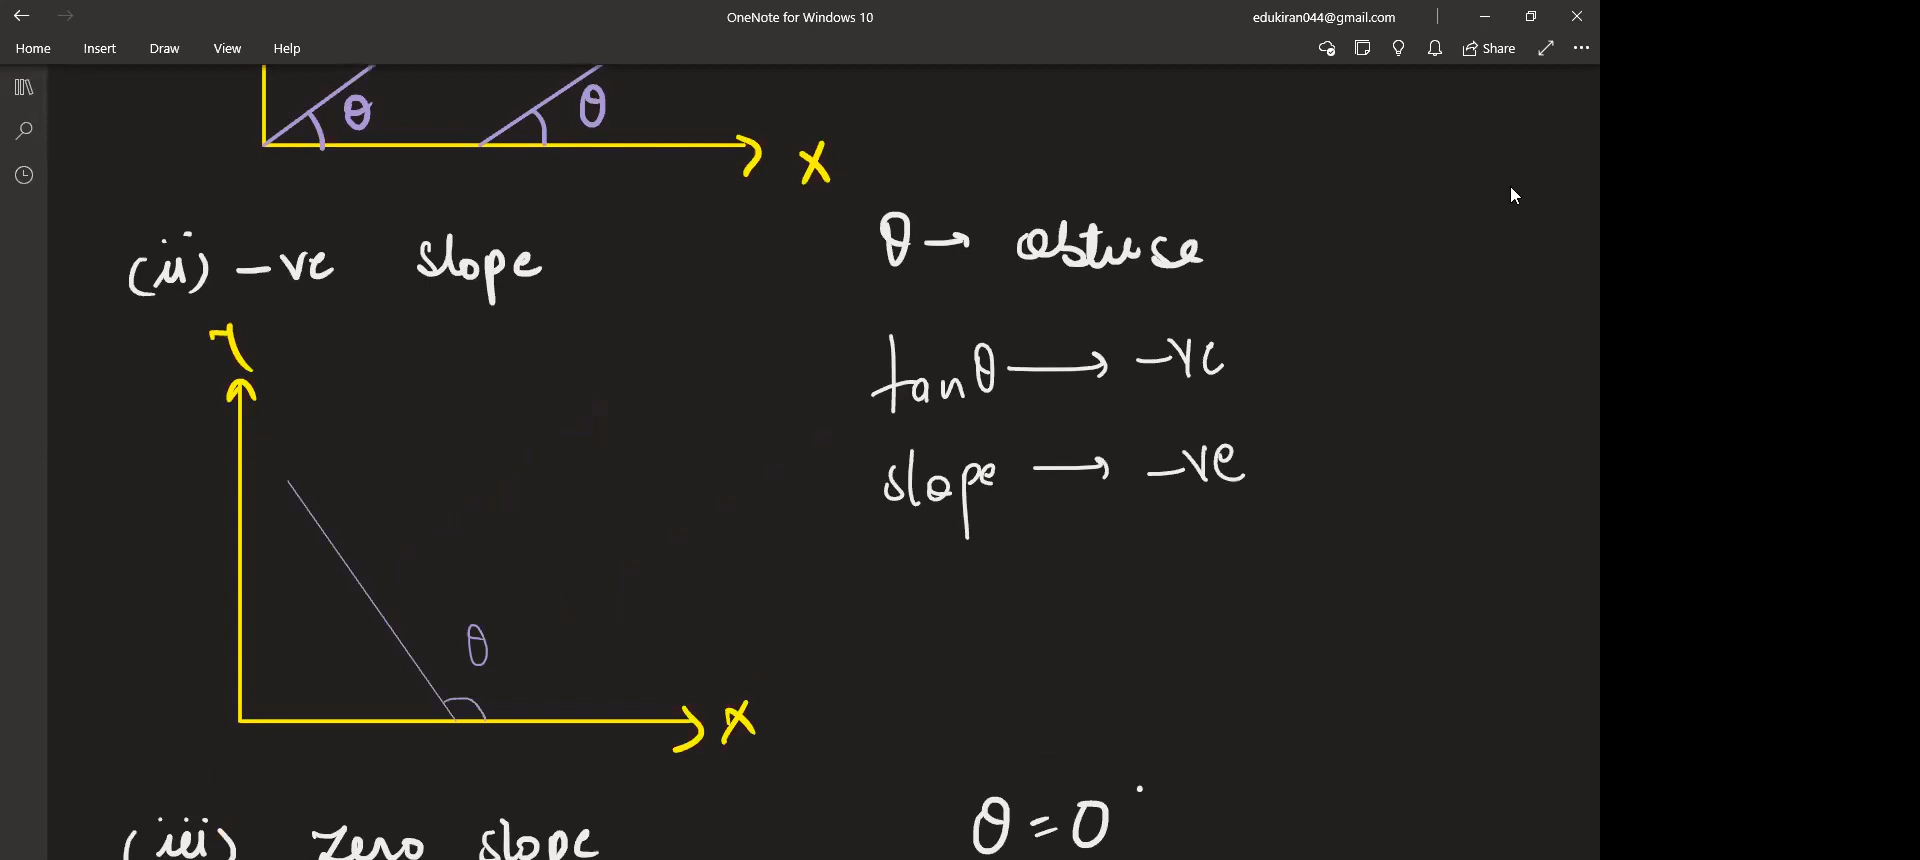 OneNote for Windows 10
edukiran044@gmail.com
Home Insert Draw View Help
Share
θ θ
X
(ii) -ve slope
θ → obtuse
Y
tanθ → -ve
slope → -ve
θ
X
(iii) Zero slope
θ = 0°